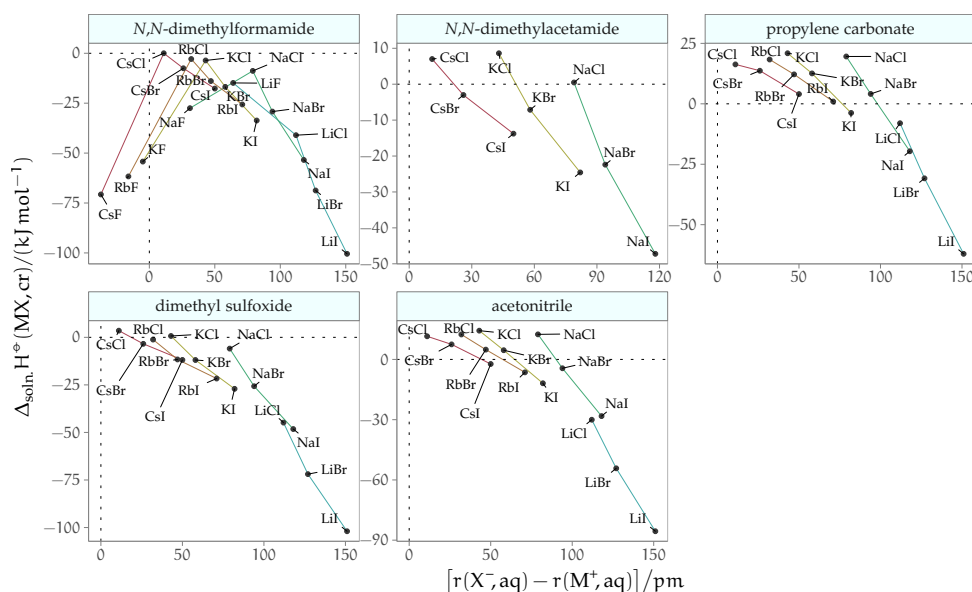 N,N-dimethylformamide
N,N-dimethylacetamide
propylene carbonate
0
−25
−50
−75
−100
CsCl
RbCl
KCl
NaCl
CsBr
RbBr
LiF
CsI
KBr
NaBr
NaF
RbI
KF
KI
LiCl
RbF
NaI
CsF
LiBr
LiI
0
50
100
150
10
0
−10
−20
−30
−40
−50
CsCl
KCl
NaCl
CsBr
KBr
CsI
NaBr
KI
NaI
0
30
60
90
120
25
0
−25
−50
CsCl
RbCl
KCl
NaCl
CsBr
KBr
RbBr
RbI
NaBr
CsI
KI
LiCl
NaI
LiBr
LiI
0
50
100
150
dimethyl sulfoxide
acetonitrile
0
−25
−50
−75
−100
CsCl
RbCl
KCl
NaCl
RbBr
KBr
NaBr
CsBr
RbI
CsI
KI
LiCl
NaI
LiBr
LiI
0
50
100
150
0
−30
−60
−90
CsCl
RbCl
KCl
NaCl
CsBr
KBr
NaBr
RbBr
RbI
CsI
KI
NaI
LiCl
LiBr
LiI
0
50
100
150
Δsoln.H⦵(MX, cr)/(kJ mol⁻¹)
⌈r(X⁻, aq) − r(M⁺, aq)⌉/pm